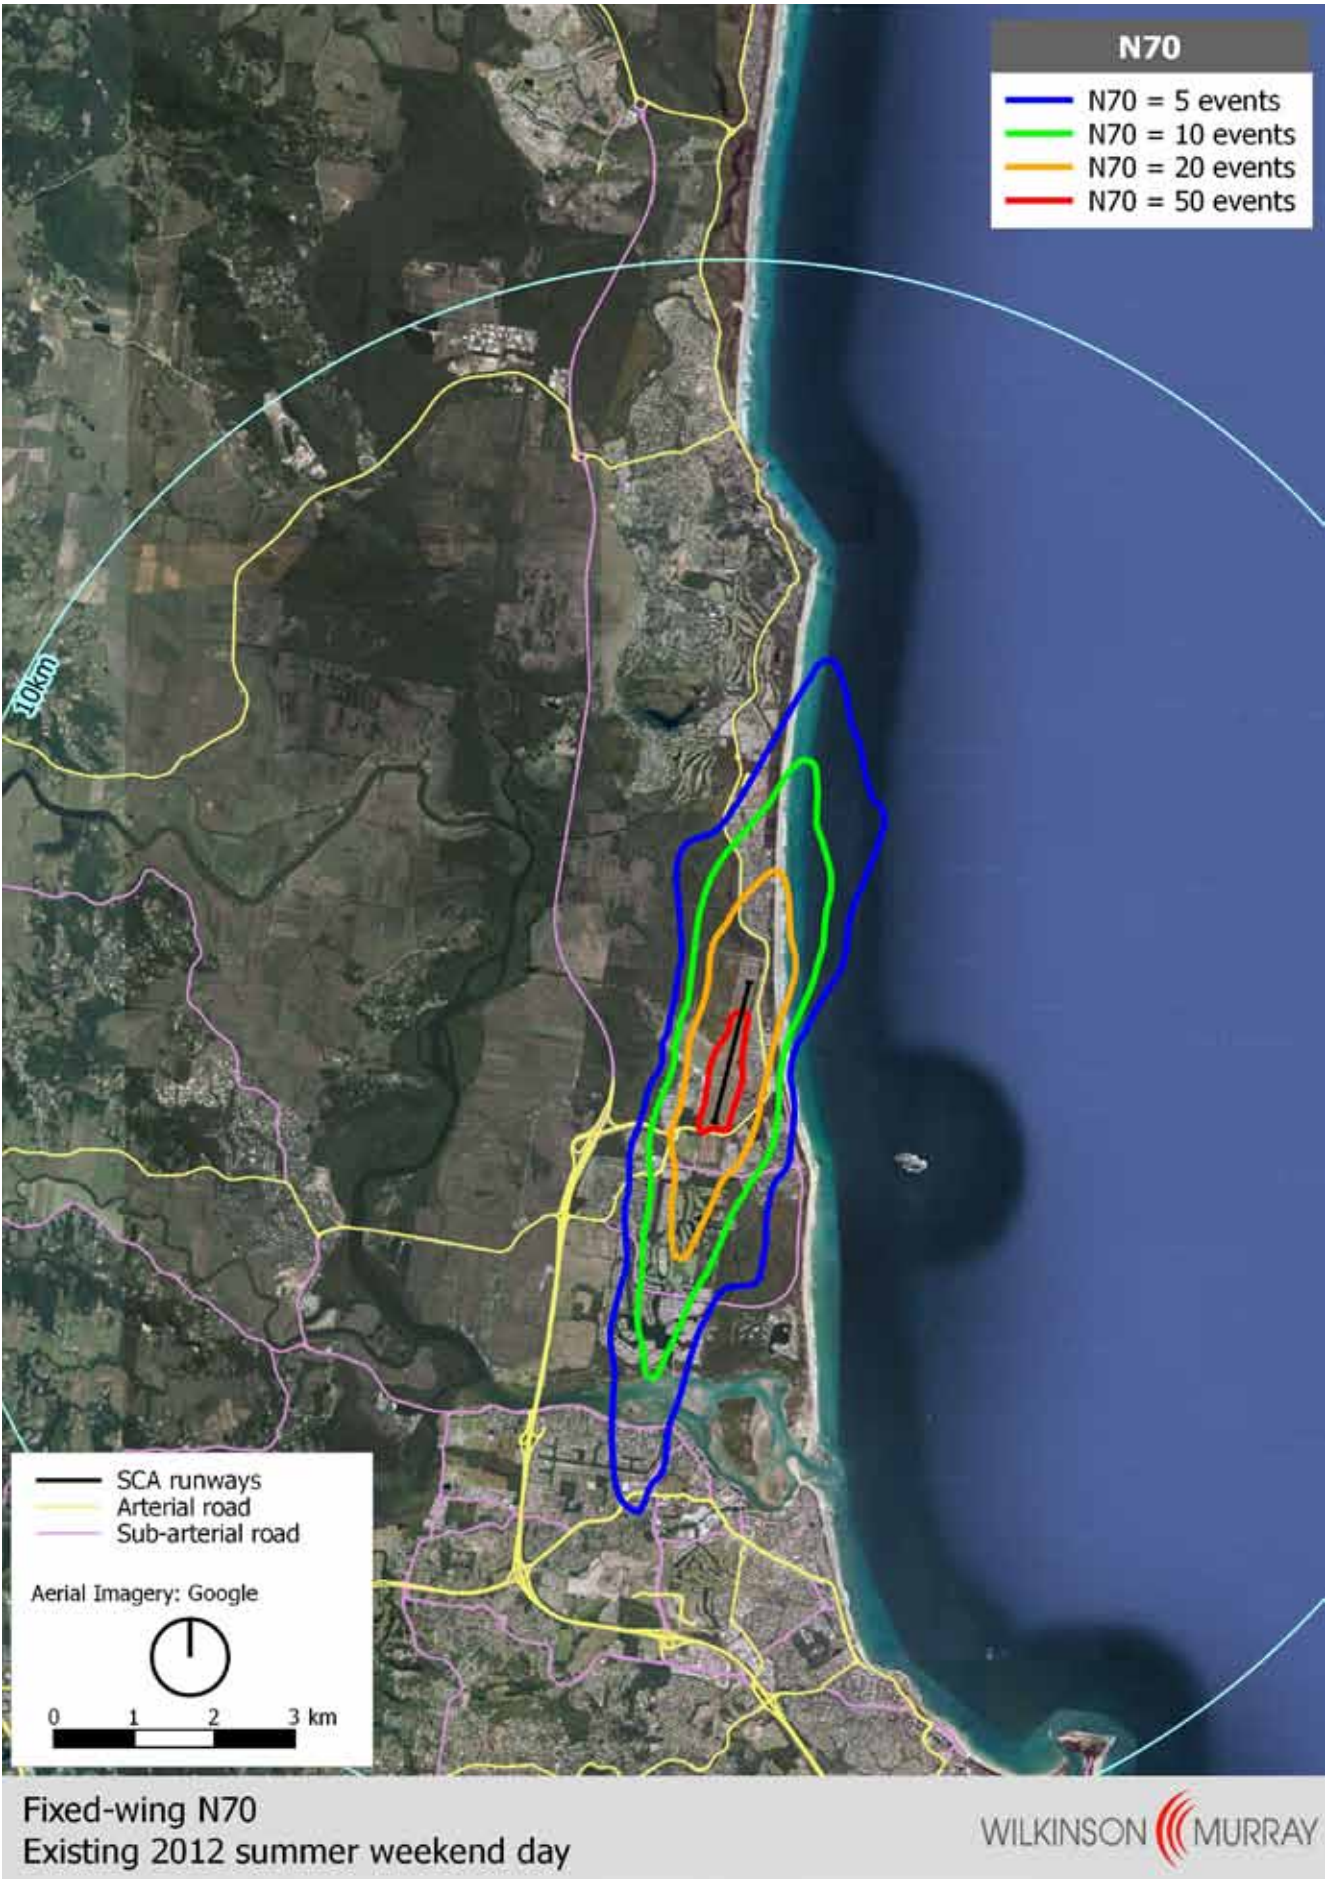 N70
N70 = 5 events
N70 = 10 events
N70 = 20 events
N70 = 50 events
10km
SCA runways
Arterial road
Sub-arterial road
Aerial Imagery: Google
0 1 2 3 km
Fixed-wing N70
Existing 2012 summer weekend day
WILKINSON MURRAY